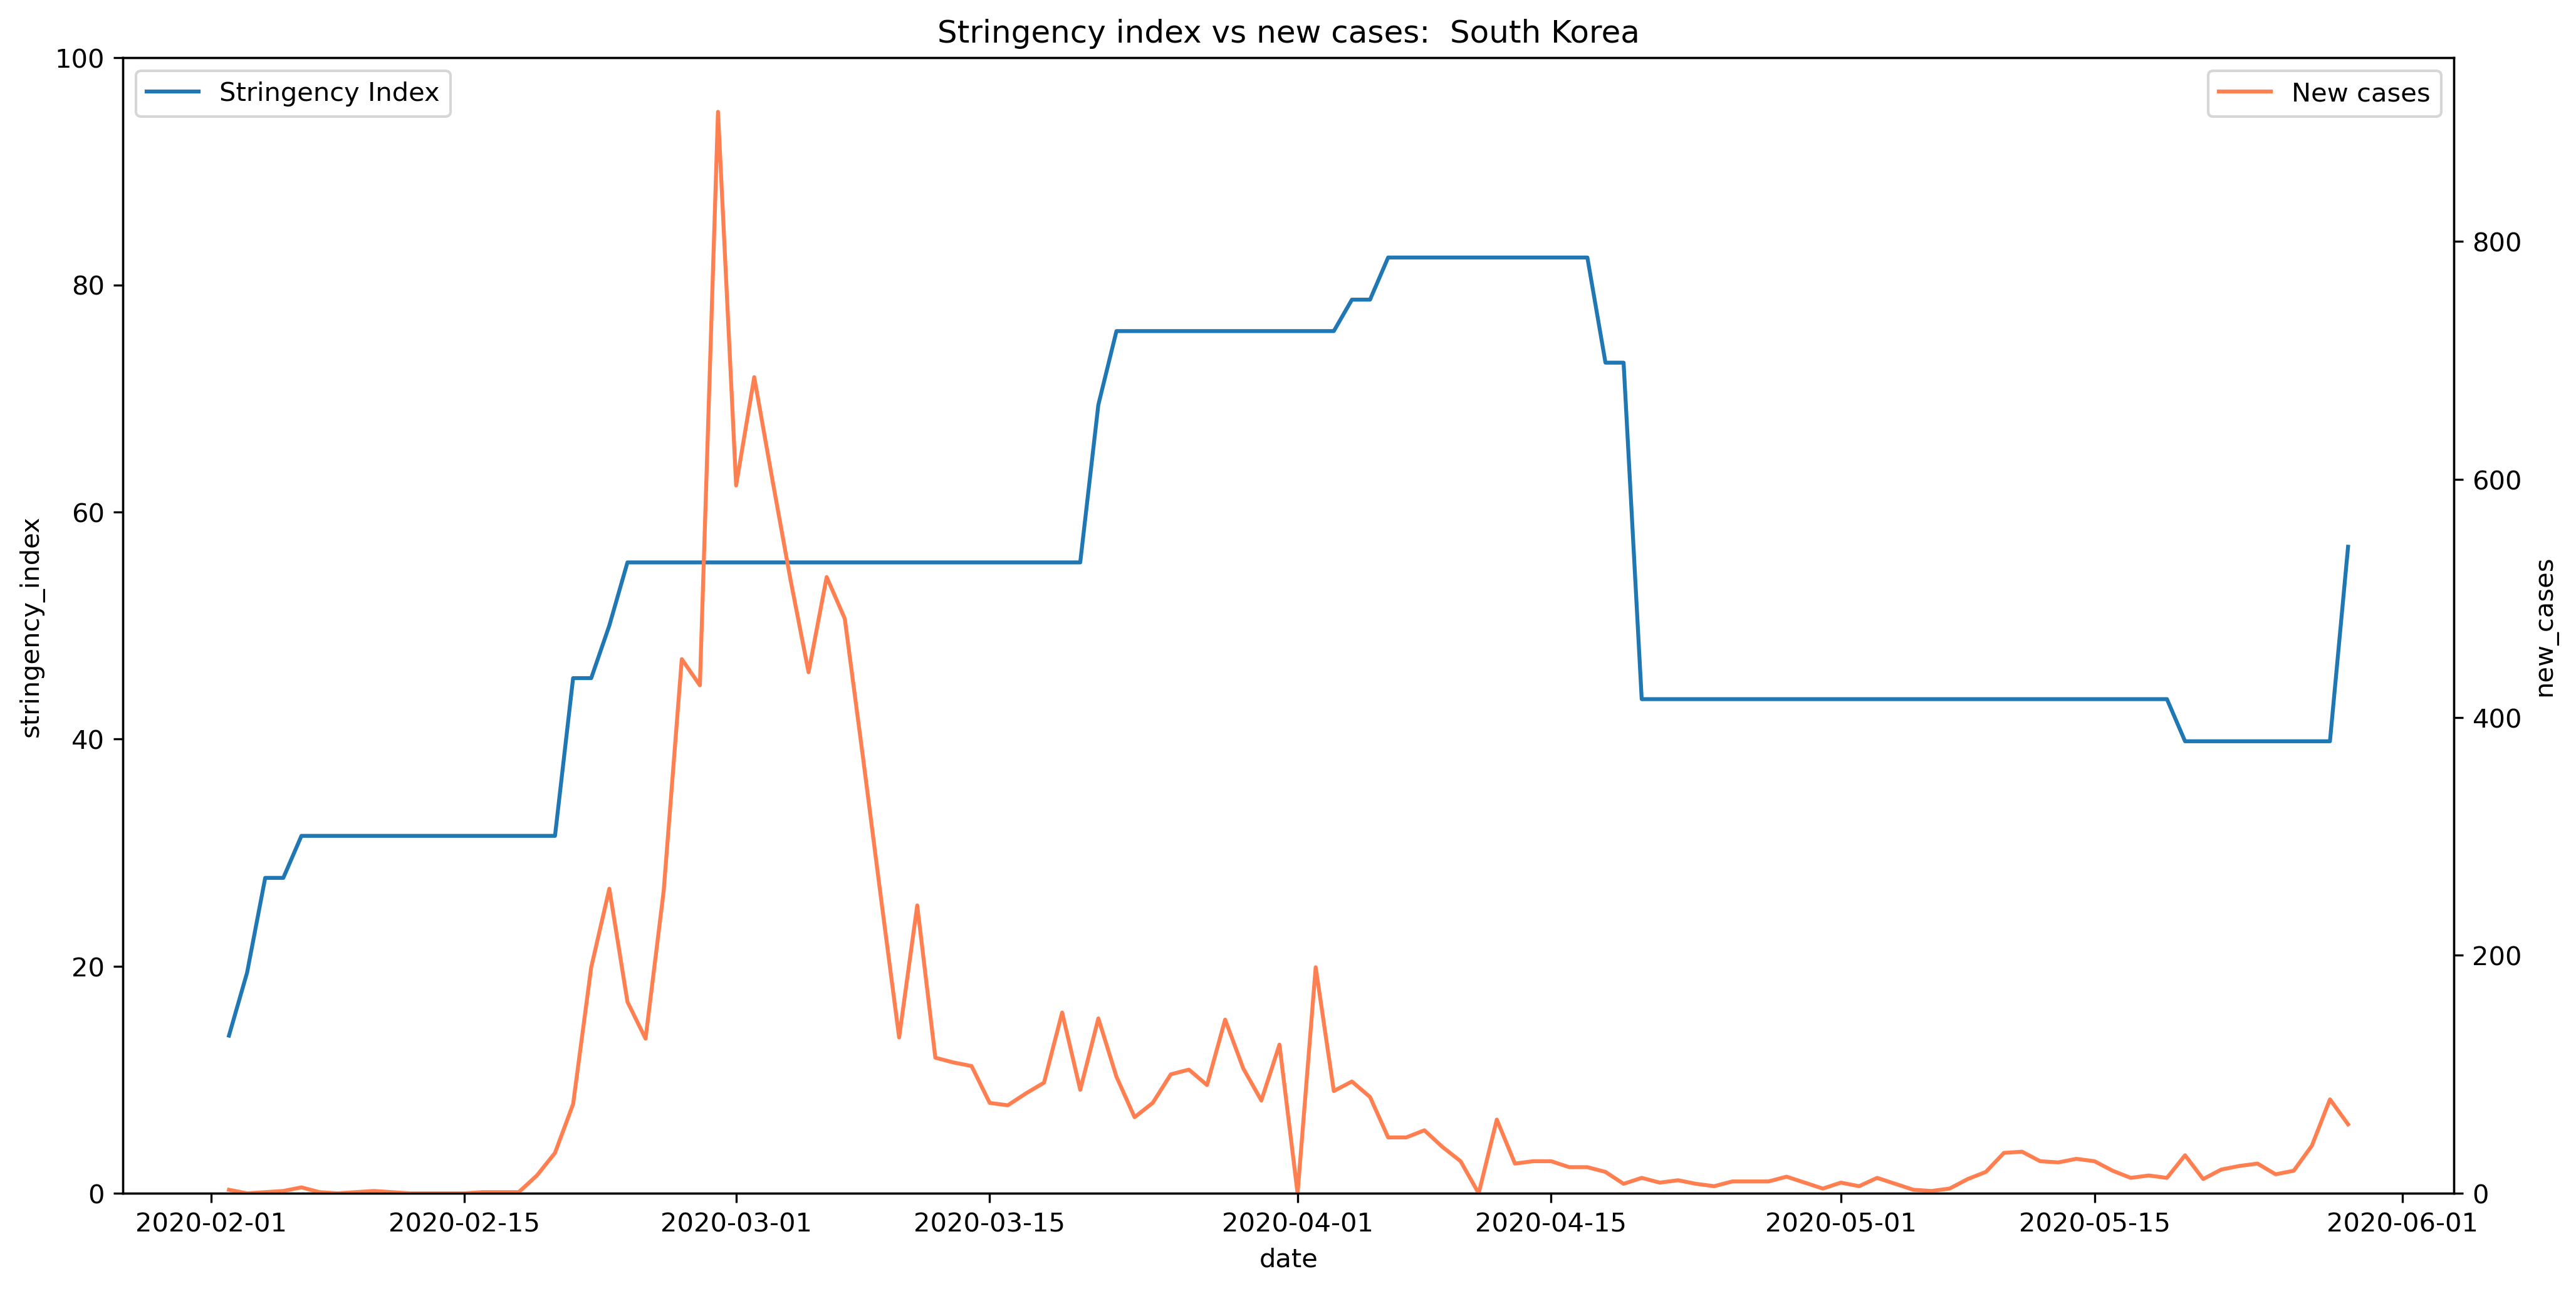 Stringency index vs new cases:  South Korea
Stringency Index
New cases
100
80
60
40
20
0
stringency_index
800
600
400
200
0
new_cases
2020-02-01 2020-02-15 2020-03-01 2020-03-15 2020-04-01 2020-04-15 2020-05-01 2020-05-15 2020-06-01
date